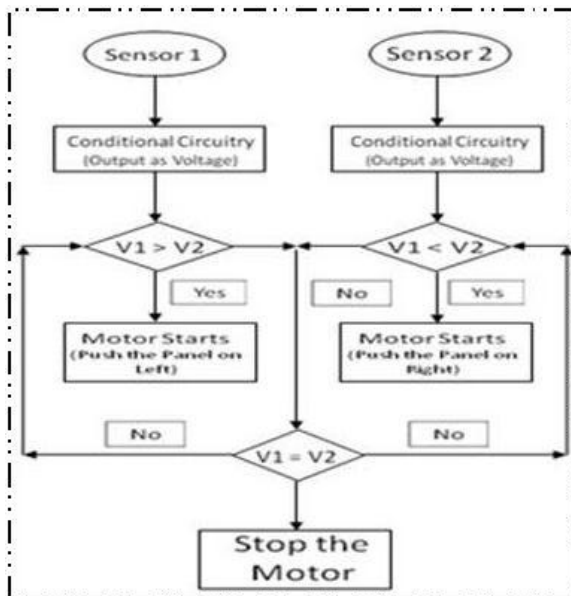 Sensor 1
Sensor 2
Conditional Circuitry
(Output as Voltage)
Conditional Circuitry
(Output as Voltage)
V1 > V2
V1 < V2
Yes
No
Yes
Motor Starts
(Push the Panel on
Left)
Motor Starts
(Push the Panel on
Right)
No
No
V1 = V2
Stop the
Motor